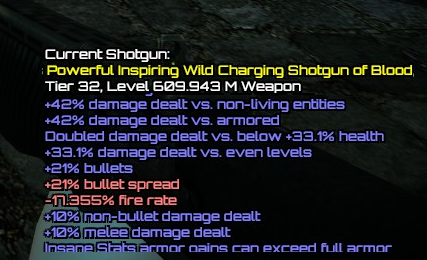 Current Shotgun:
Powerful Inspiring Wild Charging Shotgun of Blood,
Tier 32, Level 609.943 M Weapon
+42% damage dealt vs. non-living entities
+42% damage dealt vs. armored
Doubled damage dealt vs. below +33.1% health
+33.1% damage dealt vs. even levels
+21% bullets
+21% bullet spread
-17.355% fire rate
+10% non-bullet damage dealt
+10% melee damage dealt
Insane Stats armor gains can exceed full armor